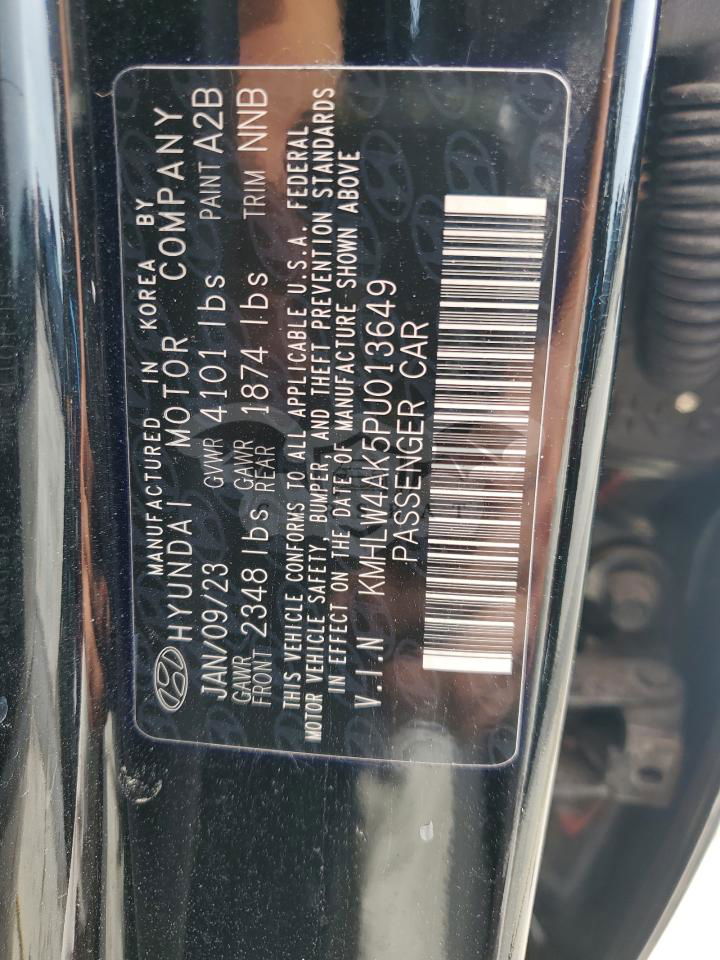 MANUFACTURED IN KOREA BY
HYUNDAI MOTOR COMPANY
JAN/09/23 GVWR 4101 lbs PAINT A2B
GAWR FRONT 2348 lbs GAWR REAR 1874 lbs TRIM NNB
THIS VEHICLE CONFORMS TO ALL APPLICABLE U.S.A. FEDERAL
MOTOR VEHICLE SAFETY, BUMPER, AND THEFT PREVENTION STANDARDS
IN EFFECT ON THE DATE OF MANUFACTURE SHOWN ABOVE
V.I.N KMHLW4AK5PU013649
PASSENGER CAR